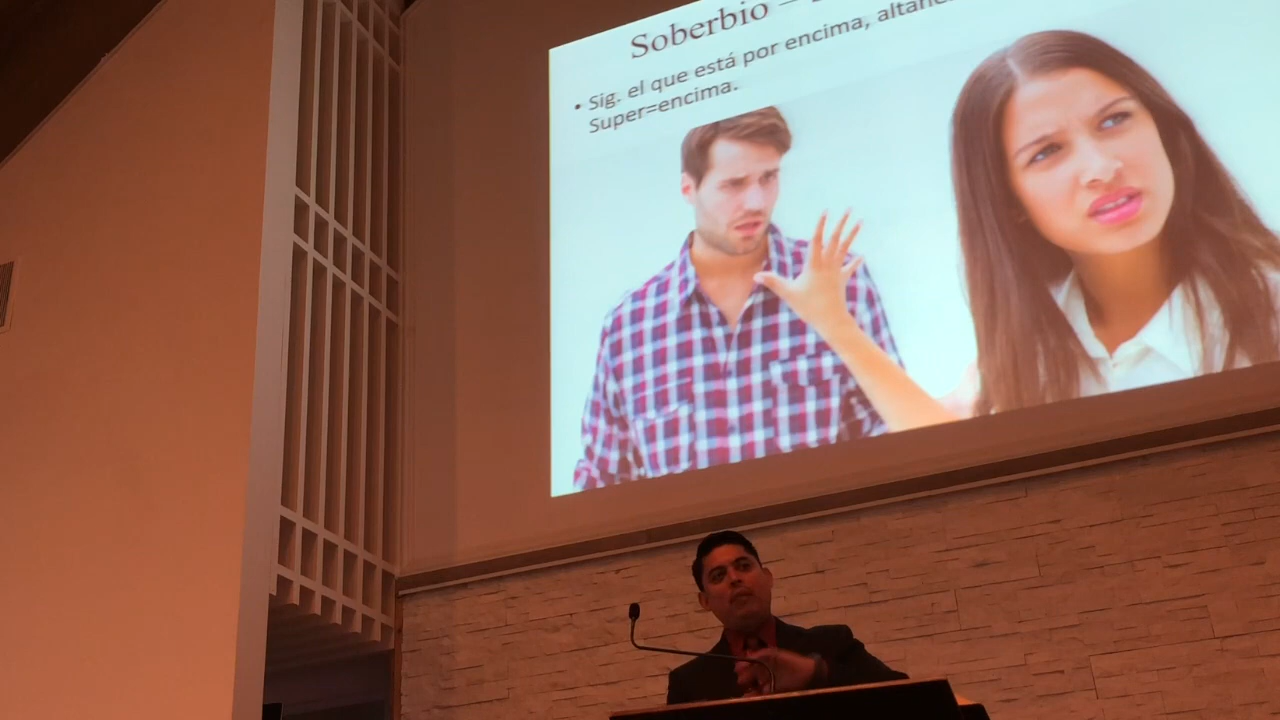 Soberbio –
• Sig. el que está por encima,
Super=encima.